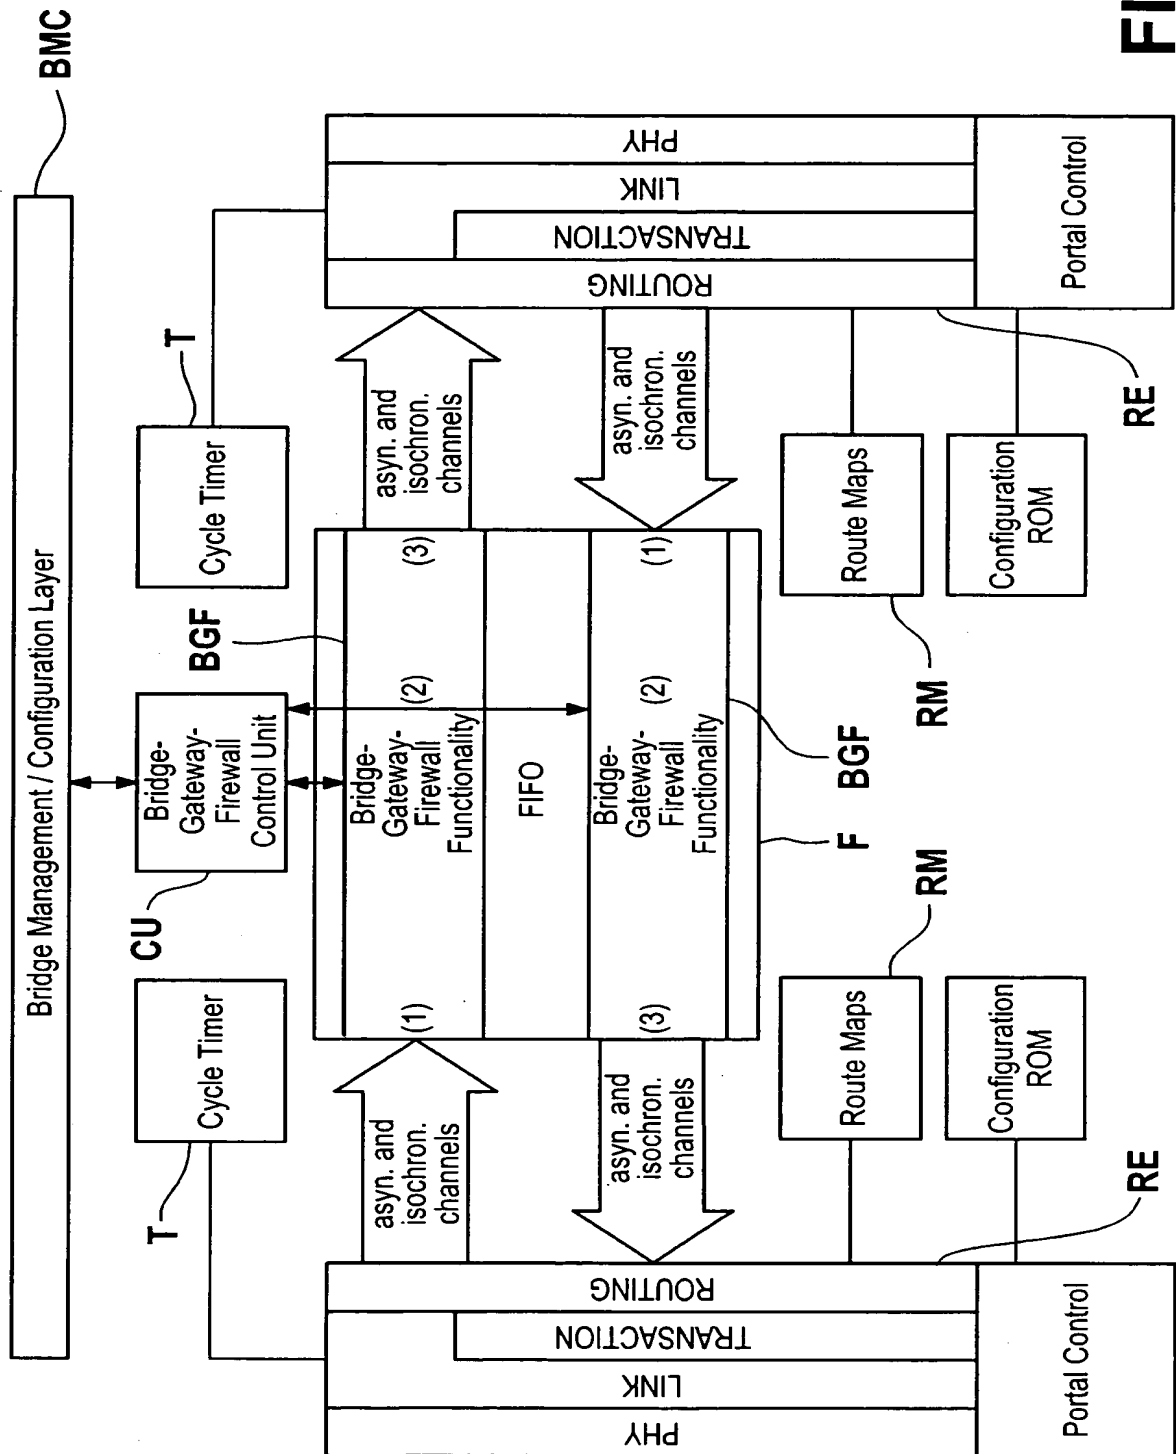 BMC
Bridge Management / Configuration Layer
T
Cycle Timer
CU
Bridge-
Gateway-
Firewall
Control Unit
BGF
Cycle Timer
T
PHY
LINK
TRANSACTION
ROUTING
Portal Control
asyn. and
isochron.
channels
(1)
Bridge-
Gateway-
Firewall
Functionality
(2)
(3)
asyn. and
isochron.
channels
FIFO
asyn. and
isochron.
channels
(3)
Bridge-
Gateway-
Firewall
Functionality
(2)
(1)
asyn. and
isochron.
channels
ROUTING
TRANSACTION
LINK
PHY
Portal Control
Route Maps
RM
F
BGF
RM
Route Maps
Configuration
ROM
Configuration
ROM
RE
RE